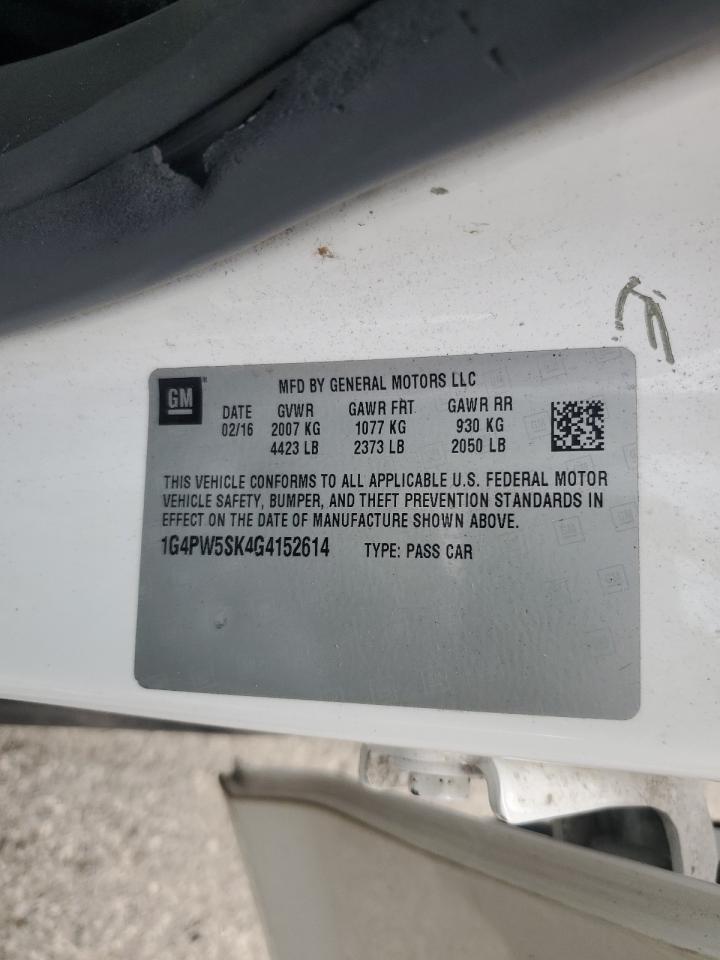 GM
MFD BY GENERAL MOTORS LLC
DATE GVWR GAWR FRT GAWR RR
02/16 2007 KG 1077 KG 930 KG
4423 LB 2373 LB 2050 LB
THIS VEHICLE CONFORMS TO ALL APPLICABLE U.S. FEDERAL MOTOR
VEHICLE SAFETY, BUMPER, AND THEFT PREVENTION STANDARDS IN
EFFECT ON THE DATE OF MANUFACTURE SHOWN ABOVE.
1G4PW5SK4G4152614 TYPE: PASS CAR